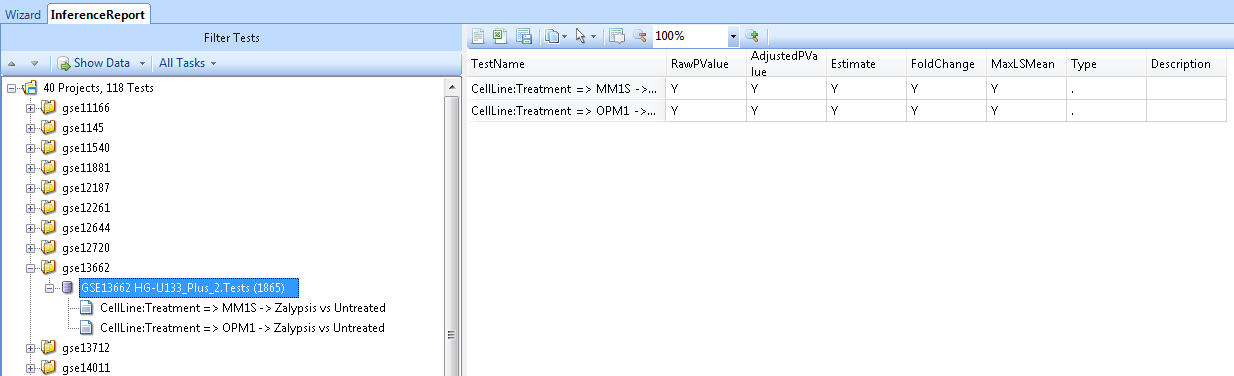 Wizard InferenceReport
Filter Tests
Show Data All Tasks
40 Projects, 118 Tests
gse11166
gse1145
gse11540
gse11881
gse12187
gse12261
gse12644
gse12720
gse13662
GSE13662 HG-U133_Plus_2.Tests (1865)
CellLine:Treatment => MM1S -> Zalypsis vs Untreated
CellLine:Treatment => OPM1 -> Zalypsis vs Untreated
gse13712
gse14011
100%
TestName RawPValue AdjustedPVa
lue Estimate FoldChange MaxLSMean Type Description
CellLine:Treatment => MM1S ->... Y Y Y Y Y .
CellLine:Treatment => OPM1 ->... Y Y Y Y Y .